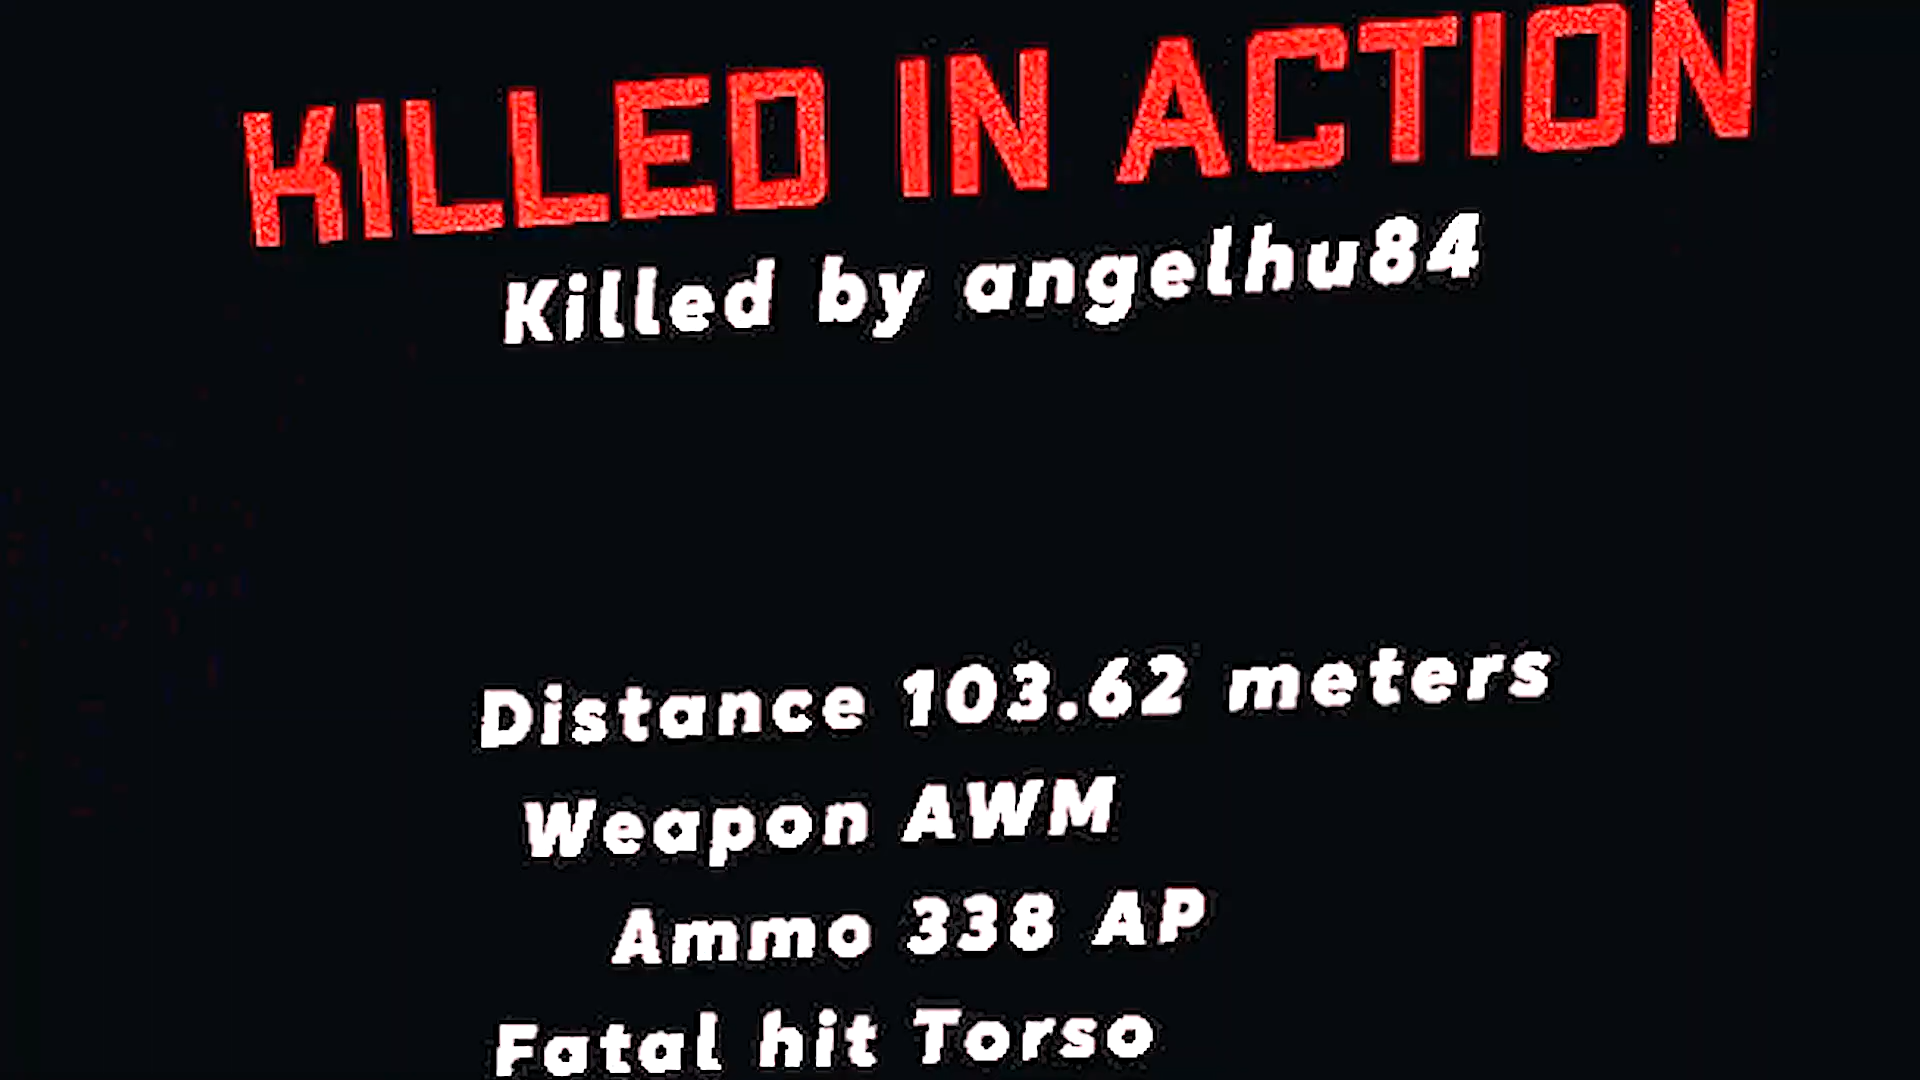 KILLED IN ACTION
Killed by angelhu84
Distance 103.62 meters
Weapon AWM
Ammo 338 AP
Fatal hit Torso